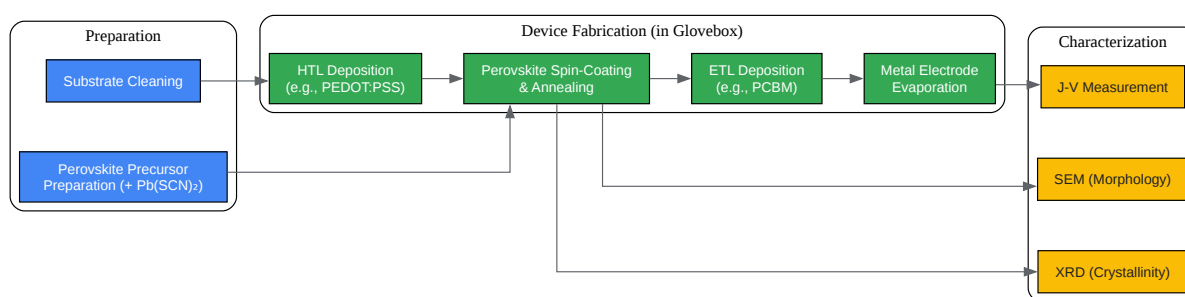 Preparation
Substrate Cleaning
Perovskite Precursor
Preparation (+ Pb(SCN)₂)
Device Fabrication (in Glovebox)
HTL Deposition
(e.g., PEDOT:PSS)
Perovskite Spin-Coating
& Annealing
ETL Deposition
(e.g., PCBM)
Metal Electrode
Evaporation
Characterization
J-V Measurement
SEM (Morphology)
XRD (Crystallinity)